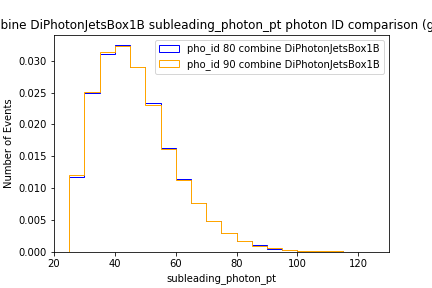 bine DiPhotonJetsBox1B subleading_photon_pt photon ID comparison (g
pho_id 80 combine DiPhotonJetsBox1B
pho_id 90 combine DiPhotonJetsBox1B
Number of Events
0.030
0.025
0.020
0.015
0.010
0.005
0.000
20 40 60 80 100 120
subleading_photon_pt